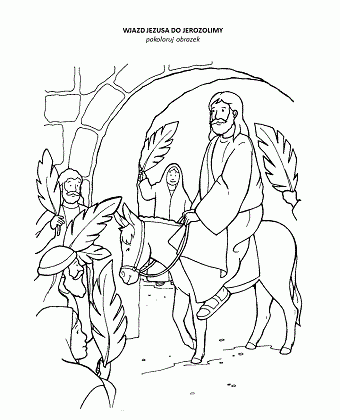 WJAZD JEZUSA DO JEROZOLIMY
pokoloruj obrazek